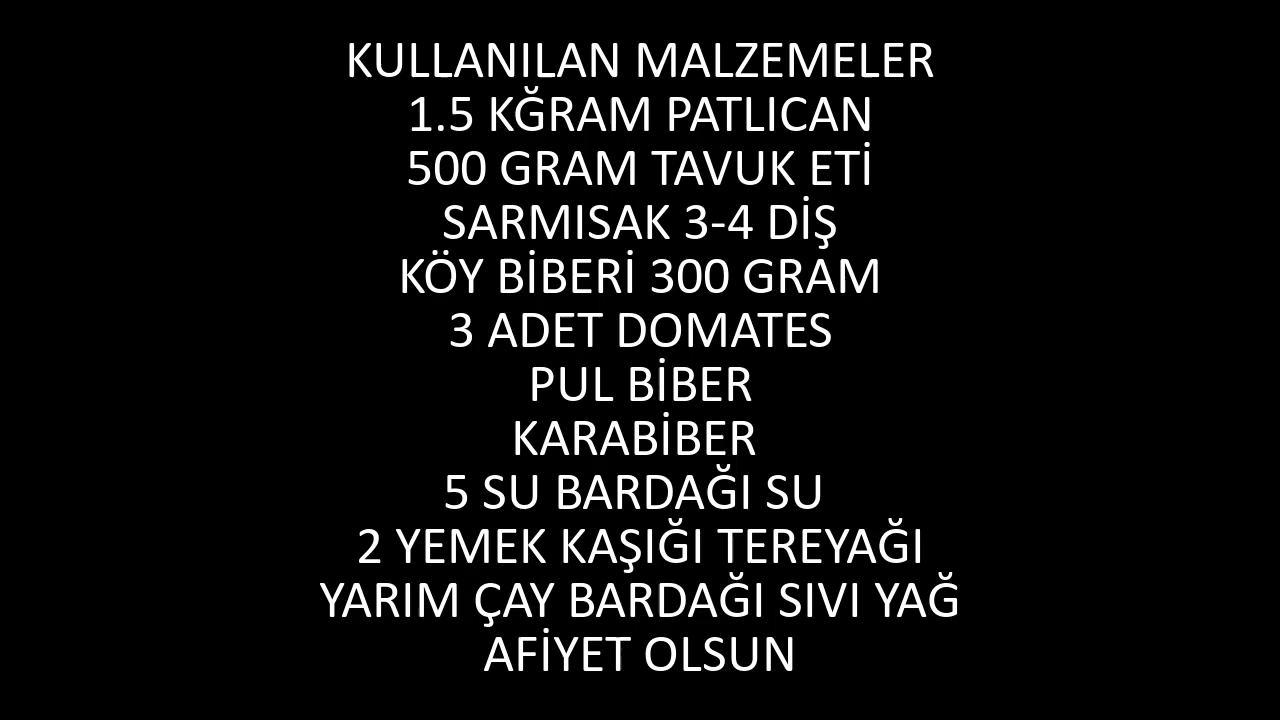 KULLANILAN MALZEMELER
1.5 KĞRAM PATLICAN
500 GRAM TAVUK ETİ
SARMISAK 3-4 DİŞ
KÖY BİBERİ 300 GRAM
3 ADET DOMATES
PUL BİBER
KARABİBER
5 SU BARDAĞI SU
2 YEMEK KAŞIĞI TEREYAĞI
YARIM ÇAY BARDAĞI SIVI YAĞ
AFİYET OLSUN